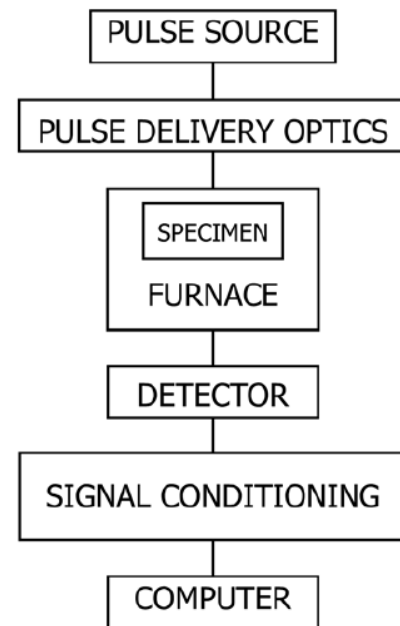 PULSE SOURCE
PULSE DELIVERY OPTICS
SPECIMEN
FURNACE
DETECTOR
SIGNAL CONDITIONING
COMPUTER